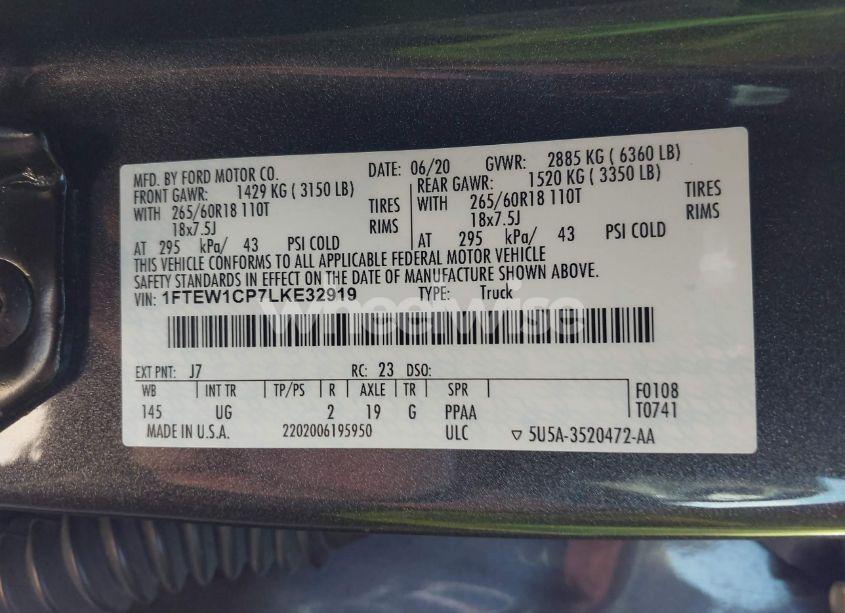 MFD. BY FORD MOTOR CO. DATE: 06/20 GVWR: 2885 KG ( 6360 LB)
FRONT GAWR: 1429 KG ( 3150 LB) REAR GAWR: 1520 KG ( 3350 LB)
WITH 265/60R18 110T TIRES WITH 265/60R18 110T TIRES
18x7.5J RIMS 18x7.5J RIMS
AT 295 kPa/ 43 PSI COLD AT 295 kPa/ 43 PSI COLD
THIS VEHICLE CONFORMS TO ALL APPLICABLE FEDERAL MOTOR VEHICLE
SAFETY STANDARDS IN EFFECT ON THE DATE OF MANUFACTURE SHOWN ABOVE.
VIN: 1FTEW1CP7LKE32919 TYPE: Truck
wheelwise
EXT PNT: J7 RC: 23 DSO:
WB INT TR TP/PS R AXLE TR SPR F0108
145 UG 2 19 G PPAA T0741
MADE IN U.S.A. 2202006195950 ULC ▽ 5U5A-3520472-AA